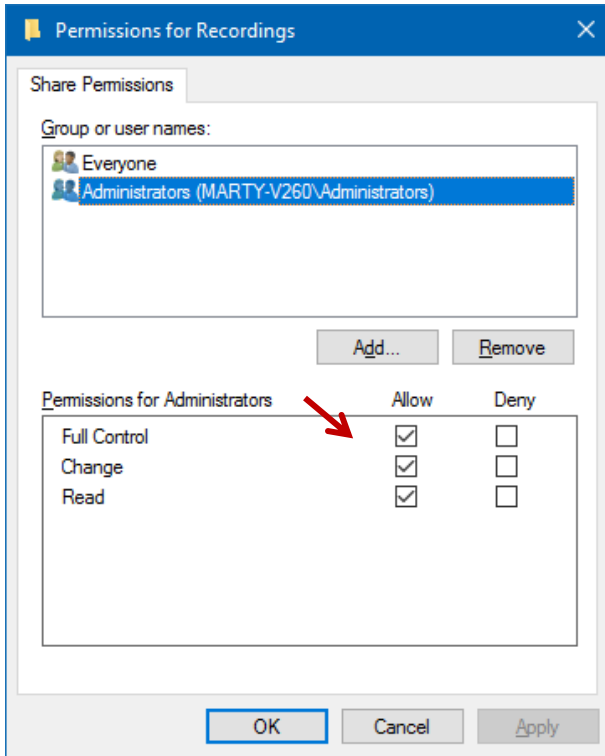 Permissions for Recordings
Share Permissions
Group or user names:
Everyone
Administrators (MARTY-V260\Administrators)
Add... Remove
Permissions for Administrators Allow Deny
Full Control
Change
Read
OK Cancel Apply